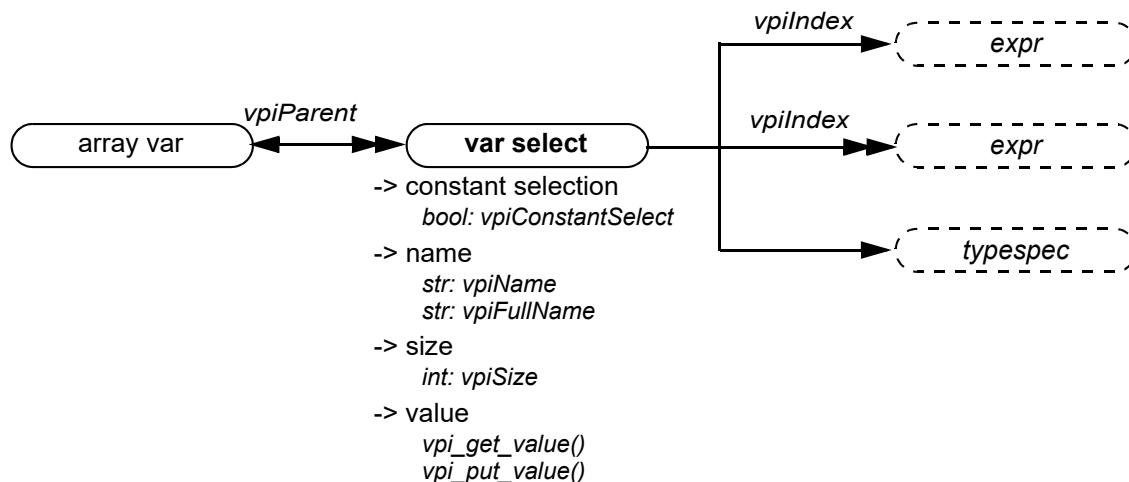 vpiIndex
expr
vpiParent
vpiIndex
array var
var select
expr
-> constant selection
bool: vpiConstantSelect
-> name
str: vpiName
str: vpiFullName
typespec
-> size
int: vpiSize
-> value
vpi_get_value()
vpi_put_value()